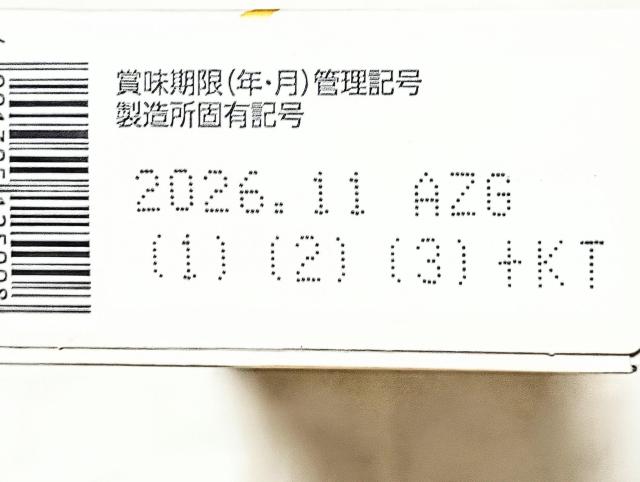 賞味期限(年・月)管理記号
製造所固有記号
2026.11 AZG
(1) (2) (3) +KT